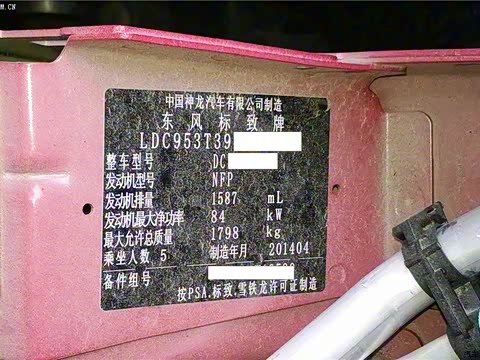 M.CN
中国神龙汽车有限公司制造
东风标致牌
LDC953T39
整车型号 DC
发动机型号 NFP
发动机排量 1587 mL
发动机最大净功率 84 kW
最大允许总质量 1798 kg
乘坐人数 5 制造年月 201404
备件组号
按PSA.标致.雪铁龙许可证制造